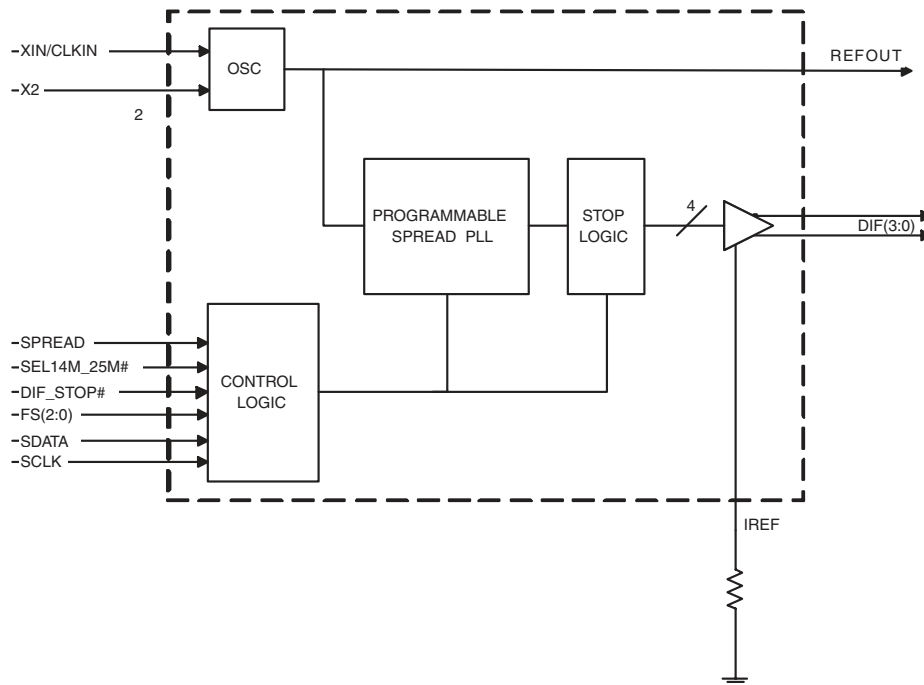 XIN/CLKIN
OSC
REFOUT
X2
2
4
PROGRAMMABLE
SPREAD PLL
STOP
LOGIC
DIF(3:0)
SPREAD
SEL14M_25M#
DIF_STOP#
FS(2:0)
SDATA
SCLK
CONTROL
LOGIC
IREF